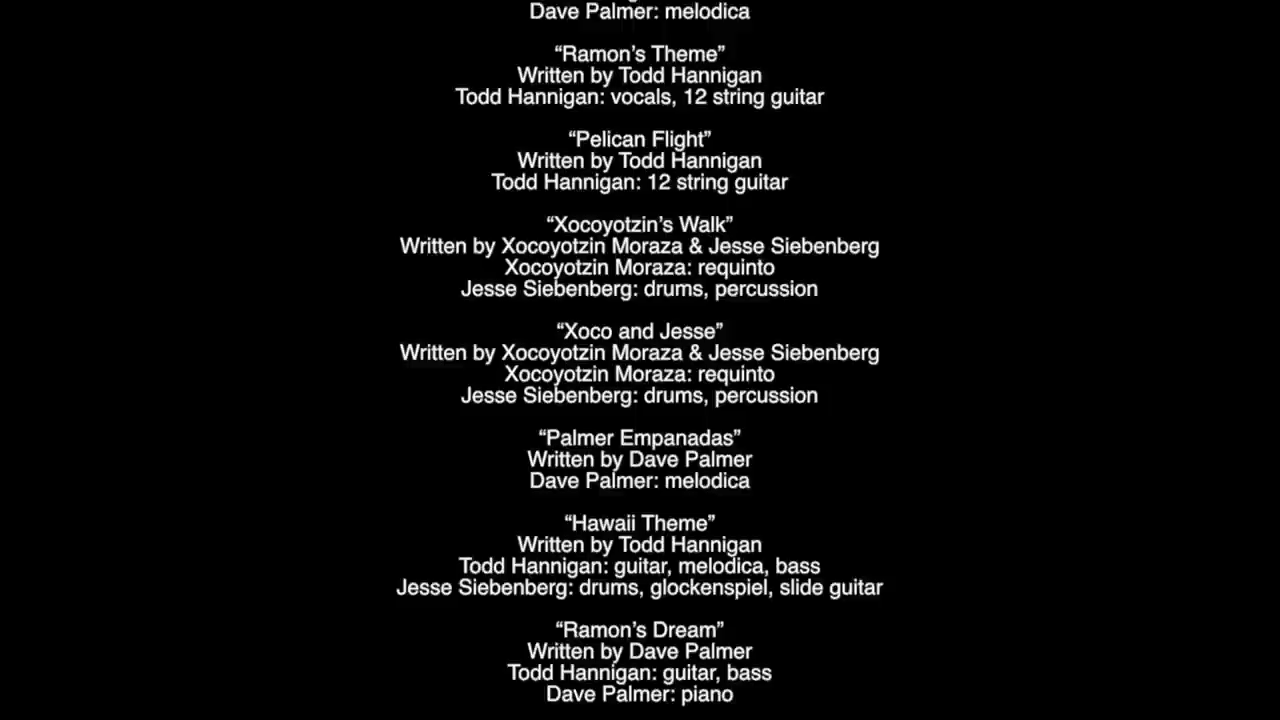 Dave Palmer: melodica
“Ramon’s Theme”
Written by Todd Hannigan
Todd Hannigan: vocals, 12 string guitar
“Pelican Flight”
Written by Todd Hannigan
Todd Hannigan: 12 string guitar
“Xocoyotzin’s Walk”
Written by Xocoyotzin Moraza & Jesse Siebenberg
Xocoyotzin Moraza: requinto
Jesse Siebenberg: drums, percussion
“Xoco and Jesse”
Written by Xocoyotzin Moraza & Jesse Siebenberg
Xocoyotzin Moraza: requinto
Jesse Siebenberg: drums, percussion
“Palmer Empanadas”
Written by Dave Palmer
Dave Palmer: melodica
“Hawaii Theme”
Written by Todd Hannigan
Todd Hannigan: guitar, melodica, bass
Jesse Siebenberg: drums, glockenspiel, slide guitar
“Ramon’s Dream”
Written by Dave Palmer
Todd Hannigan: guitar, bass
Dave Palmer: piano